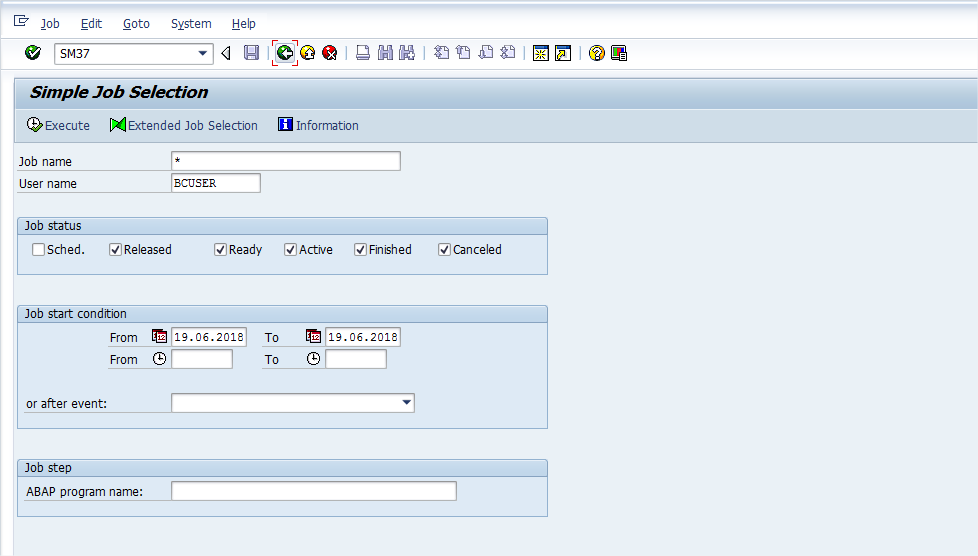 Job Edit Goto System Help
SM37
Simple Job Selection
Execute Extended Job Selection Information
Job name *
User name BCUSER
Job status
Sched. Released Ready Active Finished Canceled
Job start condition
From 19.06.2018 To 19.06.2018
From To
or after event:
Job step
ABAP program name: